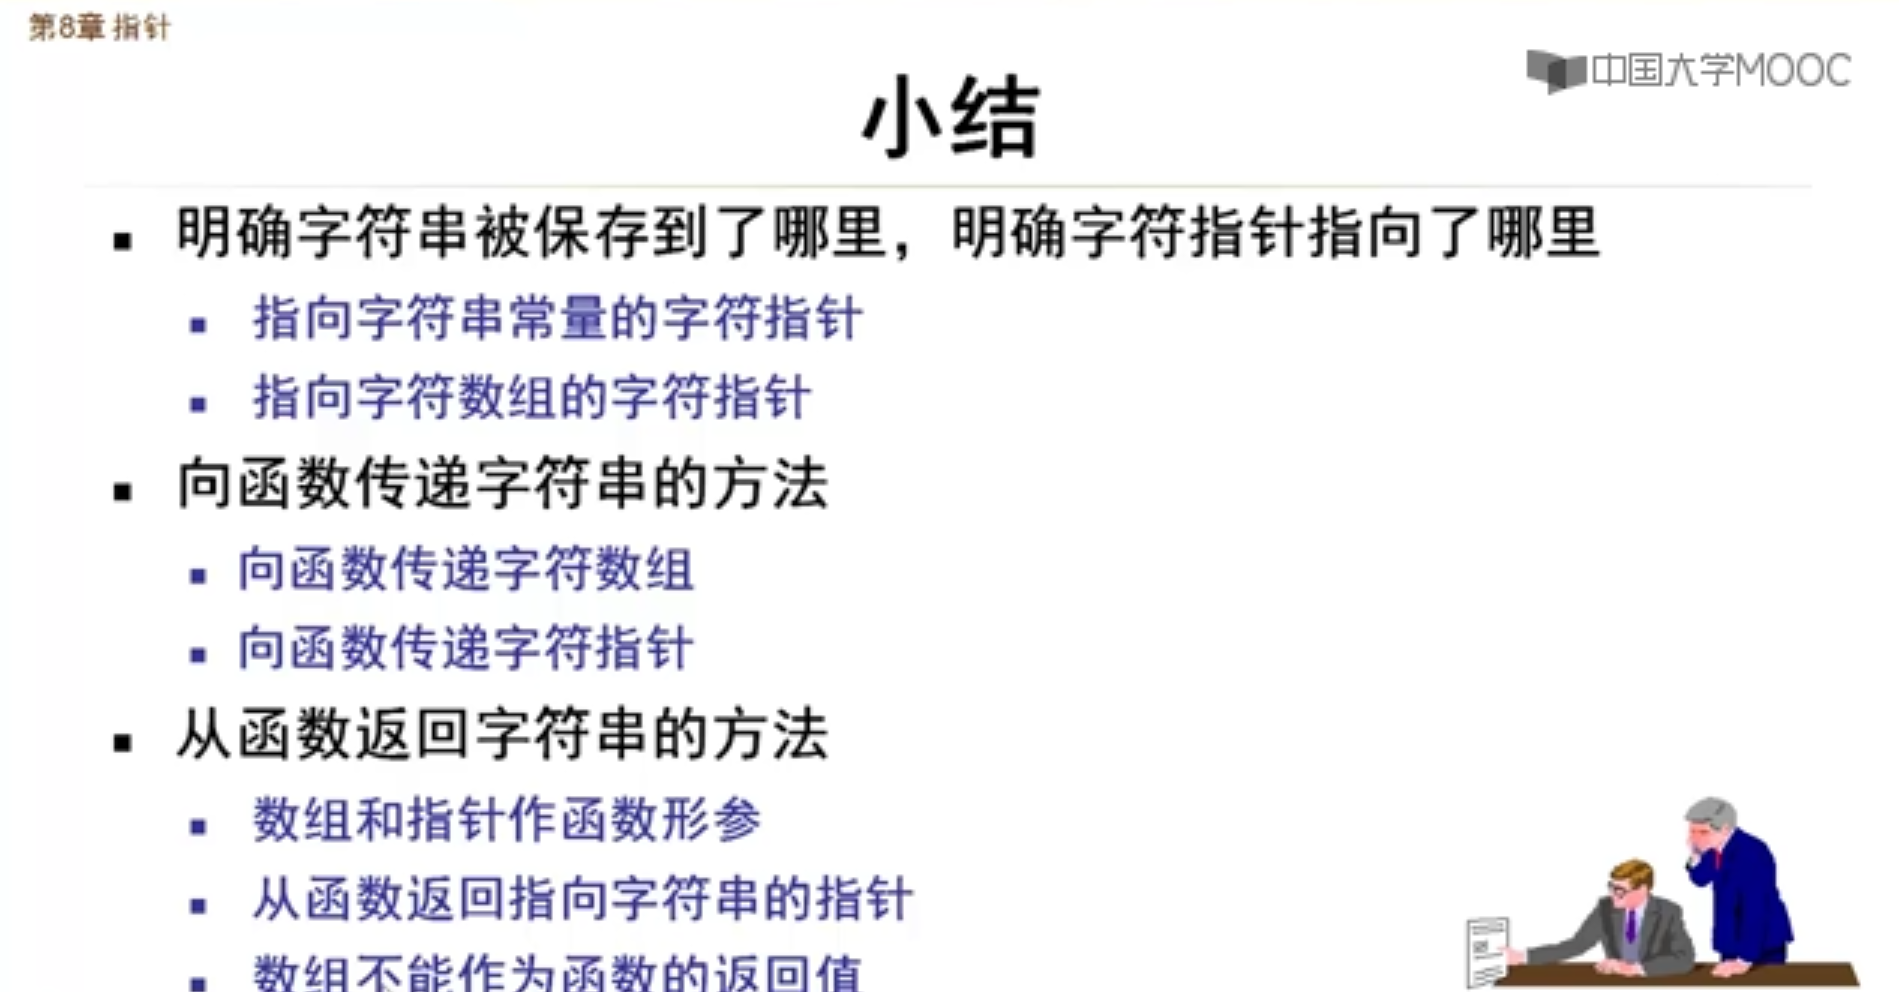 第8章 指针
中国大学MOOC
小结
明确字符串被保存到了哪里，明确字符指针指向了哪里
指向字符串常量的字符指针
指向字符数组的字符指针
向函数传递字符串的方法
向函数传递字符数组
向函数传递字符指针
从函数返回字符串的方法
数组和指针作函数形参
从函数返回指向字符串的指针
数组不能作为函数的返回值